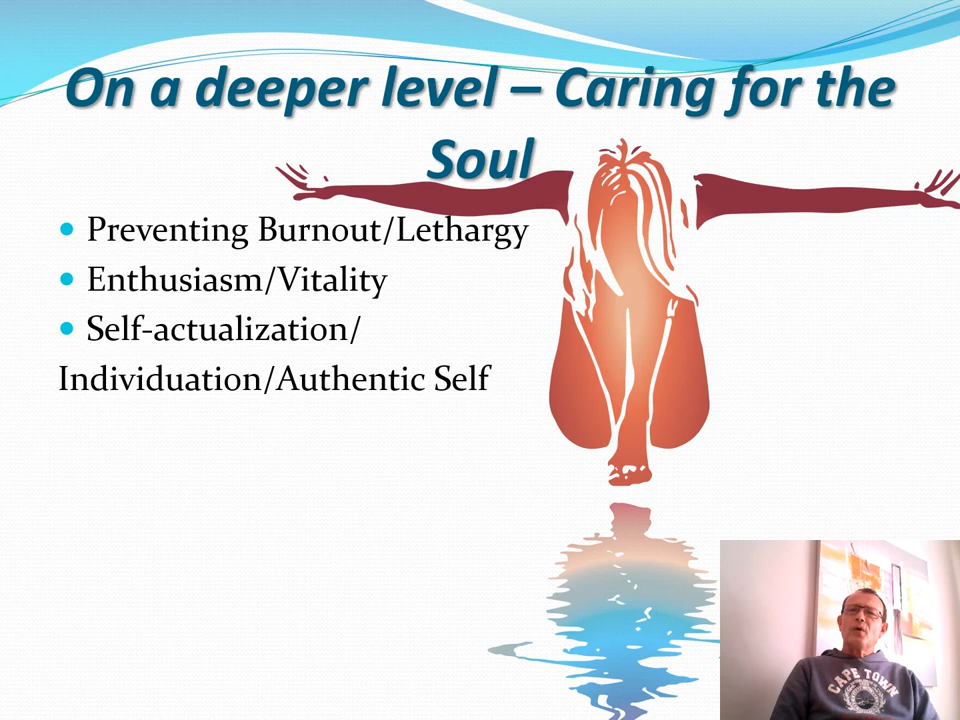 On a deeper level – Caring for the
Soul
Preventing Burnout/Lethargy
Enthusiasm/Vitality
Self-actualization/
Individuation/Authentic Self
CAPE TOWN